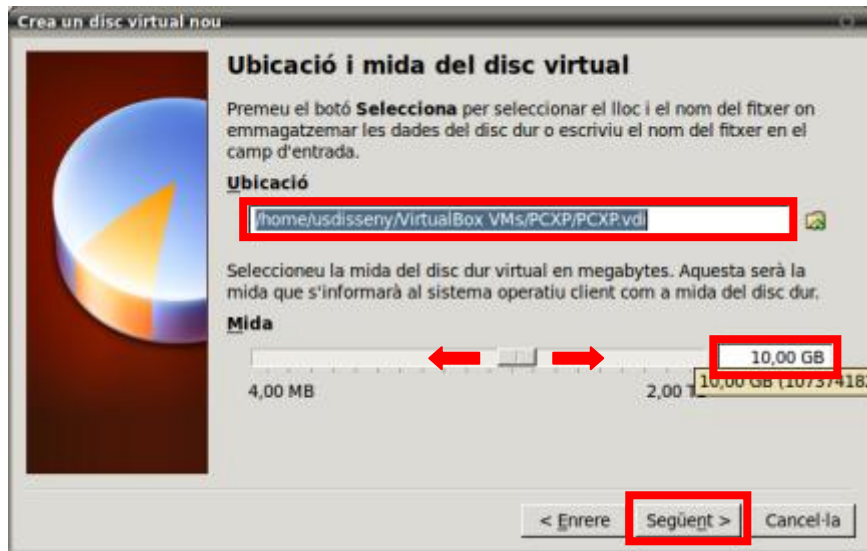 Crea un disc virtual nou
Ubicació i mida del disc virtual
Premeu el botó Selecciona per seleccionar el lloc i el nom del fitxer on
emmagatzemar les dades del disc dur o escriviu el nom del fitxer en el
camp d'entrada.
Ubicació
/home/usdisseny/VirtualBox VMs/PCXP/PCXP.vdi
Seleccioneu la mida del disc dur virtual en megabytes. Aquesta serà la
mida que s'informarà al sistema operatiu client com a mida del disc dur.
Mida
10,00 GB
4,00 MB 2,00 10,00 GB (107374182
< Enrere Següent > Cancel·la